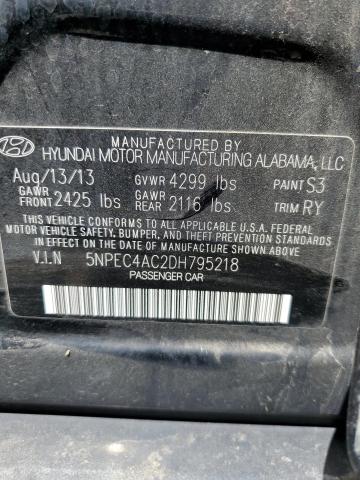 MANUFACTURED BY
HYUNDAI MOTOR MANUFACTURING ALABAMA, LLC
Aug/13/13 GVWR 4299 lbs PAINT S3
GAWR FRONT 2425 lbs GAWR REAR 2116 lbs TRIM RY
THIS VEHICLE CONFORMS TO ALL APPLICABLE U.S. FEDERAL
MOTOR VEHICLE SAFETY, BUMPER, AND THEFT PREVENTION
STANDARDS IN EFFECT ON THE DATE OF MANUFACTURE SHOWN ABOVE.
V.I.N 5NPEC4AC2DH795218
PASSENGER CAR